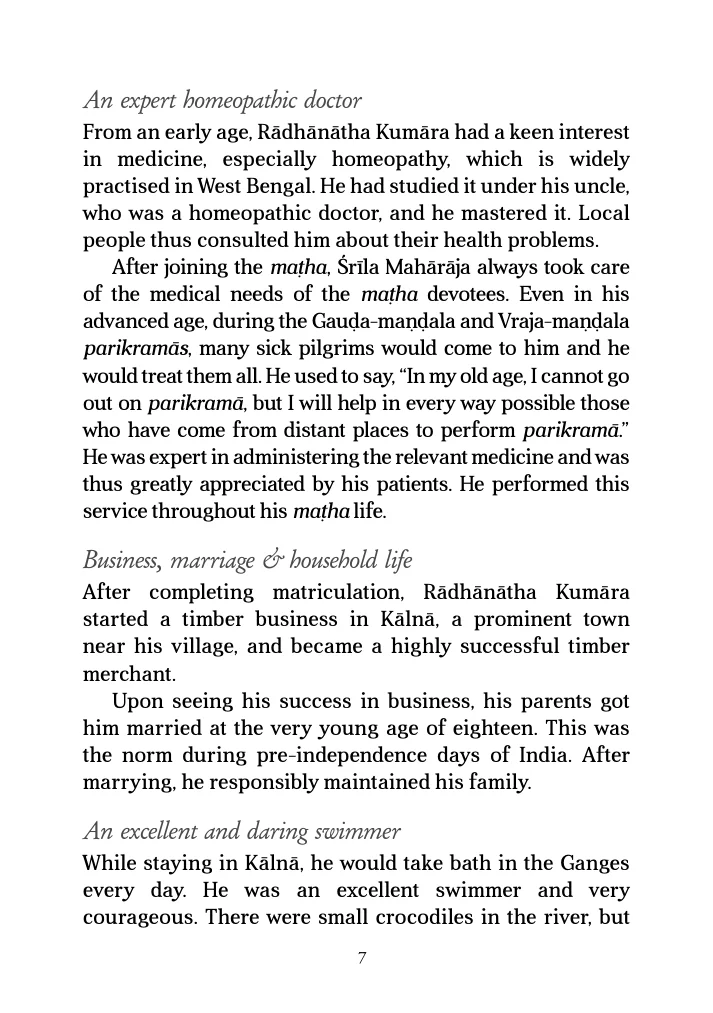 An expert homeopathic doctor
From an early age, Rādhānātha Kumāra had a keen interest
in medicine, especially homeopathy, which is widely
practised in West Bengal. He had studied it under his uncle,
who was a homeopathic doctor, and he mastered it. Local
people thus consulted him about their health problems.
After joining the maṭha, Śrīla Mahārāja always took care
of the medical needs of the maṭha devotees. Even in his
advanced age, during the Gauḍa-maṇḍala and Vraja-maṇḍala
parikramās, many sick pilgrims would come to him and he
would treat them all. He used to say, “In my old age, I cannot go
out on parikramā, but I will help in every way possible those
who have come from distant places to perform parikramā.”
He was expert in administering the relevant medicine and was
thus greatly appreciated by his patients. He performed this
service throughout his maṭha life.
Business, marriage & household life
After completing matriculation, Rādhānātha Kumāra
started a timber business in Kālnā, a prominent town
near his village, and became a highly successful timber
merchant.
Upon seeing his success in business, his parents got
him married at the very young age of eighteen. This was
the norm during pre-independence days of India. After
marrying, he responsibly maintained his family.
An excellent and daring swimmer
While staying in Kālnā, he would take bath in the Ganges
every day. He was an excellent swimmer and very
courageous. There were small crocodiles in the river, but
7